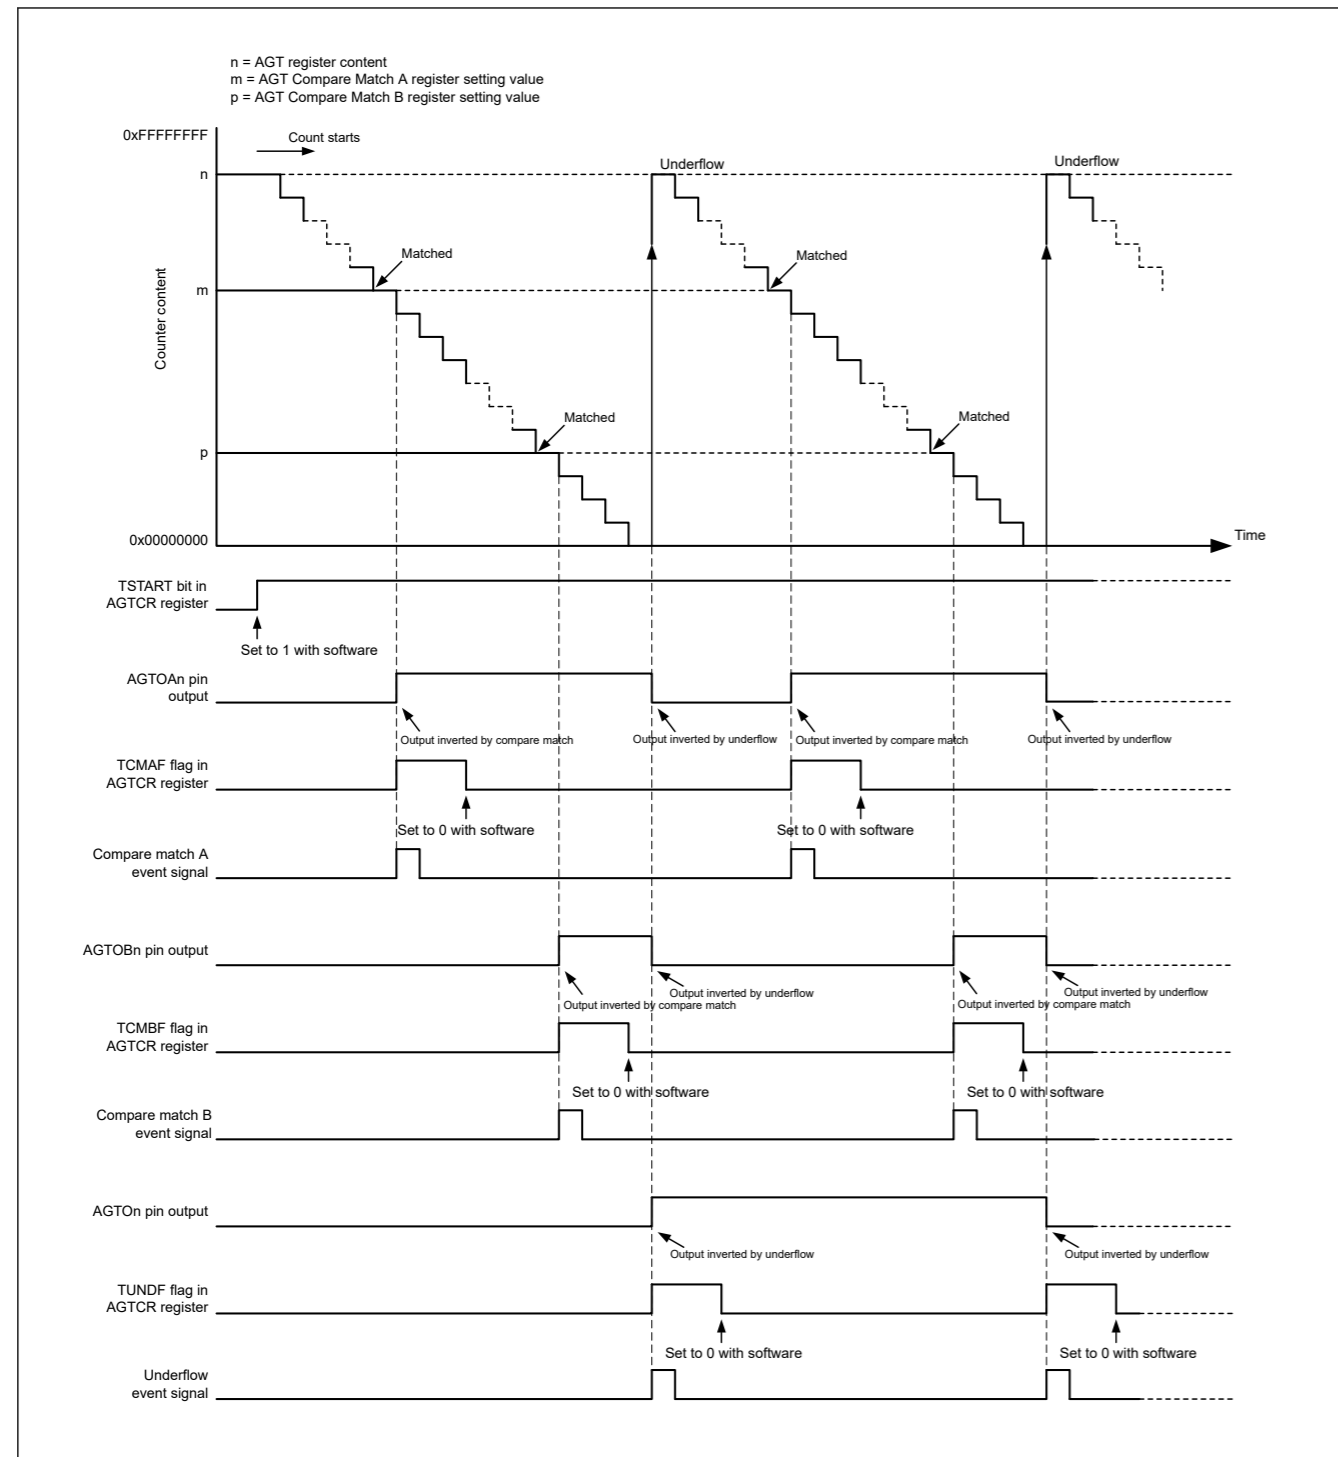 n = AGT register content
m = AGT Compare Match A register setting value
p = AGT Compare Match B register setting value
0xFFFFFFFF
Count starts
Underflow
Underflow
n
Matched
Matched
m
Counter content
Matched
Matched
p
0x00000000
Time
TSTART bit in
AGTCR register
Set to 1 with software
AGTOAn pin
output
Output inverted by compare match
Output inverted by underflow
Output inverted by compare match
Output inverted by underflow
TCMAF flag in
AGTCR register
Set to 0 with software
Set to 0 with software
Compare match A
event signal
AGTOBn pin output
Output inverted by underflow
Output inverted by underflow
Output inverted by compare match
Output inverted by compare match
TCMBF flag in
AGTCR register
Set to 0 with software
Set to 0 with software
Compare match B
event signal
AGTOn pin output
Output inverted by underflow
Output inverted by underflow
TUNDF flag in
AGTCR register
Set to 0 with software
Set to 0 with software
Underflow
event signal